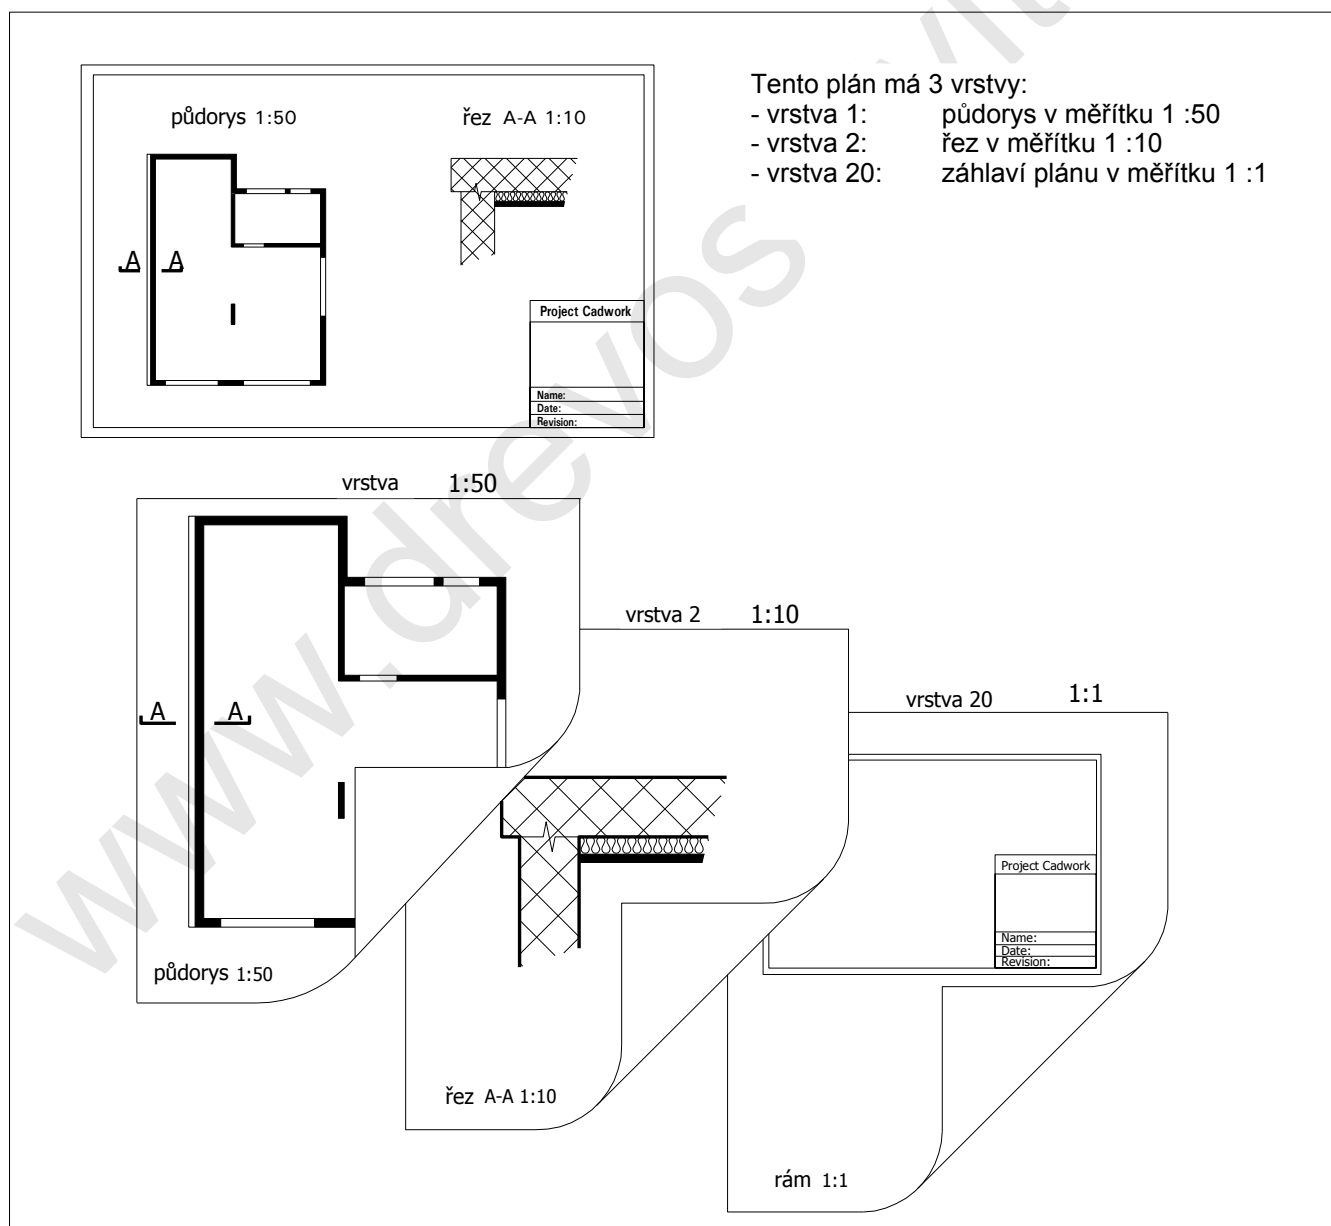 Tento plán má 3 vrstvy:
- vrstva 1: půdorys v měřítku 1 :50
- vrstva 2: řez v měřítku 1 :10
- vrstva 20: záhlaví plánu v měřítku 1 :1
půdorys 1:50
řez A-A 1:10
A A
Project Cadwork
Name:
Date:
Revision:
vrstva 1:50
A A
půdorys 1:50
vrstva 2 1:10
řez A-A 1:10
vrstva 20 1:1
Project Cadwork
Name:
Date:
Revision:
rám 1:1
www.drevos